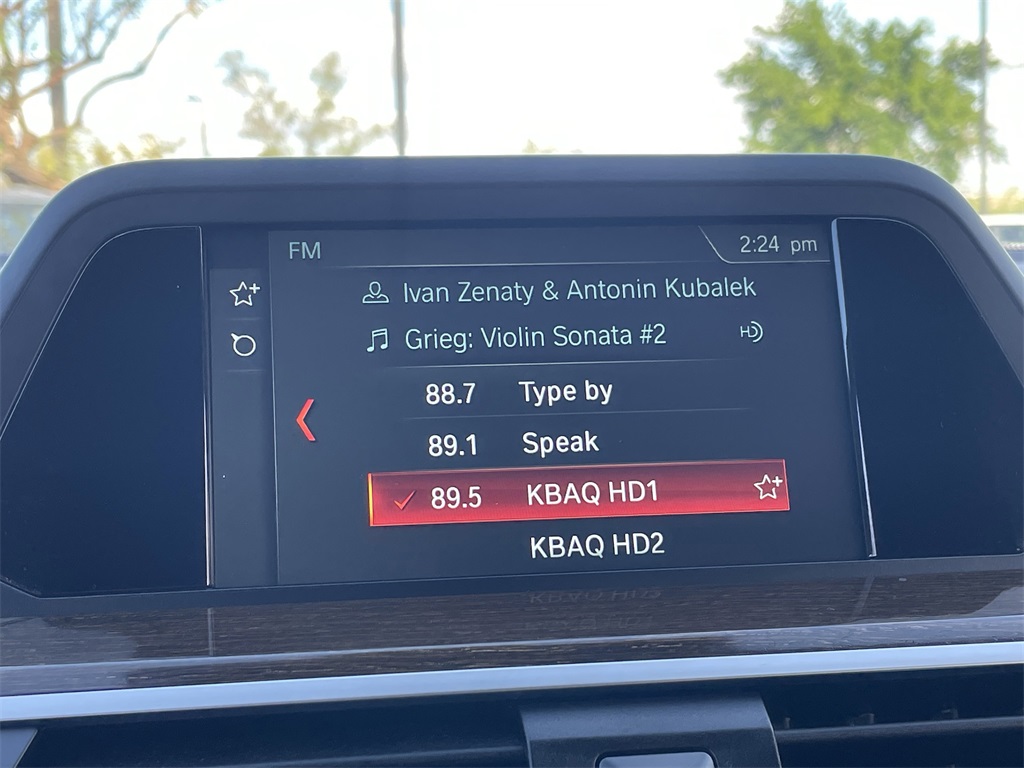 FM 2:24 pm
Ivan Zenaty & Antonin Kubalek
Grieg: Violin Sonata #2 HD
88.7 Type by
89.1 Speak
89.5 KBAQ HD1
KBAQ HD2